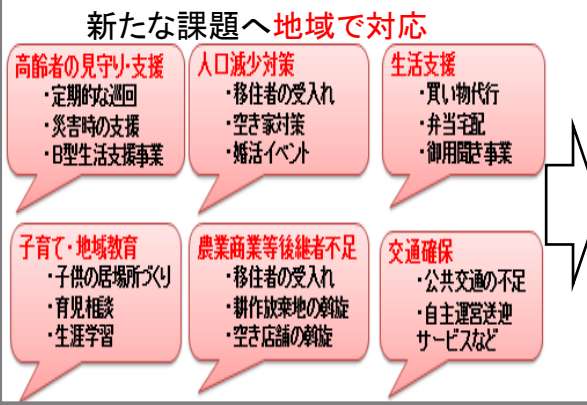 新たな課題へ地域で対応
高齢者の見守り・支援
・定期的な巡回
・災害時の支援
・B型生活支援事業
人口減少対策
・移住者の受入れ
・空き家対策
・婚活イベント
生活支援
・買い物代行
・弁当宅配
・御用聞き事業
子育て・地域教育
・子供の居場所づくり
・育児相談
・生涯学習
農業商業等後継者不足
・移住者の受入れ
・耕作放棄地の斡旋
・空き店舗の斡旋
交通確保
・公共交通の不足
・自主運営送迎
サービスなど